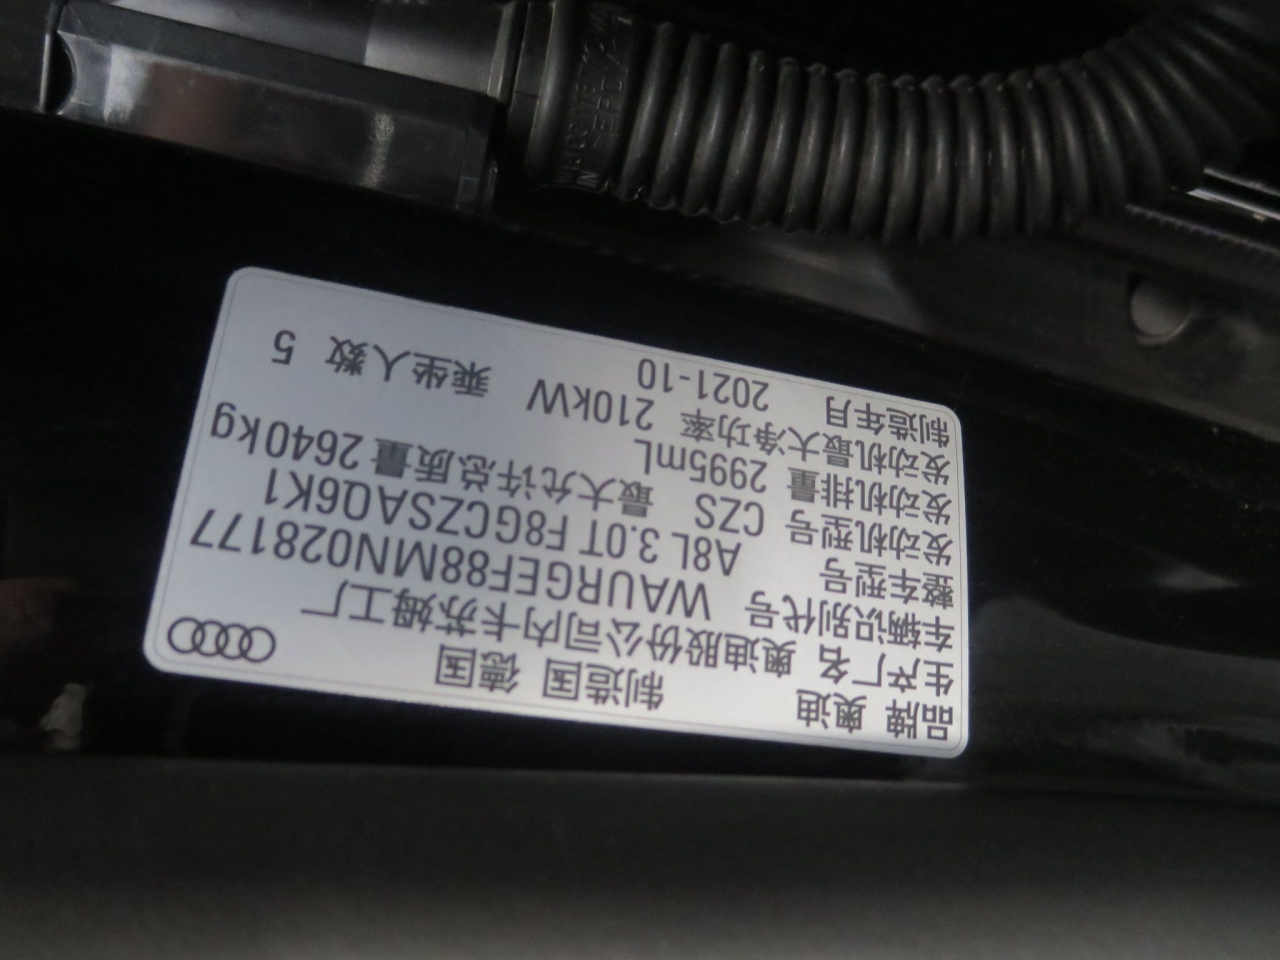 品牌 奥迪 制造国 德国
生产厂名 奥迪股份公司内卡苏姆工厂
车辆识别代号 WAURGEF88MN028177
整车型号 A8L 3.0T F8GCZSAQ6K1
发动机型号 CZS 最大允许总质量 2640kg
发动机排量 2995mL
发动机最大净功率 210kW 乘坐人数 5
制造年月 2021-10